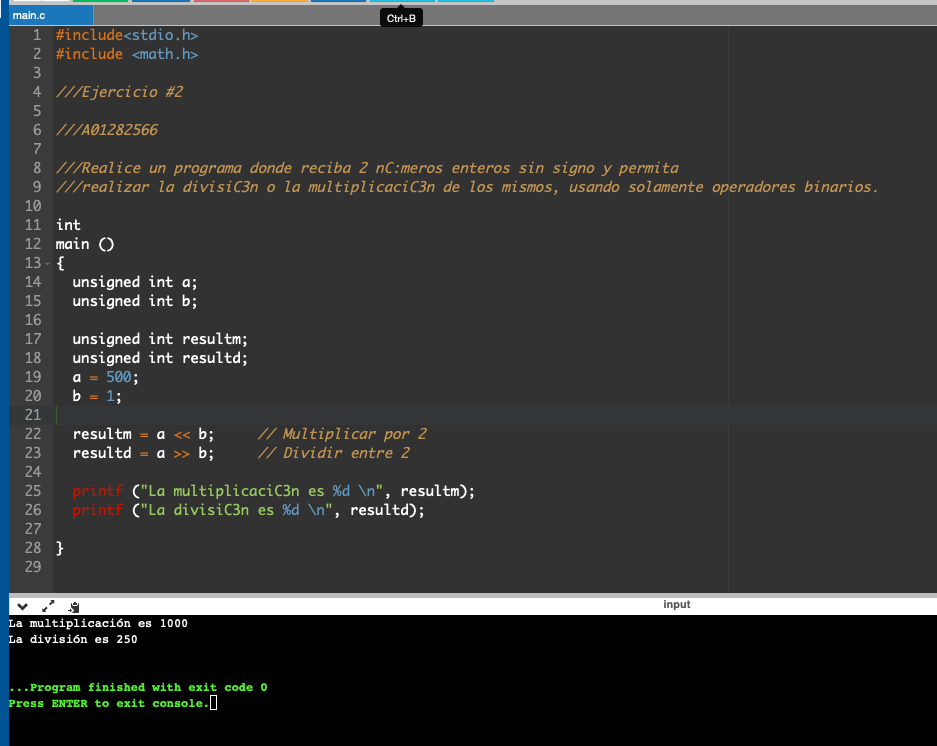 Ctrl+B
main.c
1 #include<stdio.h>
2 #include <math.h>
3
4 ///Ejercicio #2
5
6 ///A01282566
7
8 ///Realice un programa donde reciba 2 nC:meros enteros sin signo y permita
9 ///realizar la divisiC3n o la multiplicaciC3n de los mismos, usando solamente operadores binarios.
10
11 int
12 main ()
13 {
14 unsigned int a;
15 unsigned int b;
16
17 unsigned int resultm;
18 unsigned int resultd;
19 a = 500;
20 b = 1;
21
22 resultm = a << b; // Multiplicar por 2
23 resultd = a >> b; // Dividir entre 2
24
25 printf ("La multiplicaciC3n es %d \n", resultm);
26 printf ("La divisiC3n es %d \n", resultd);
27
28 }
29
input
La multiplicación es 1000
La división es 250
...Program finished with exit code 0
Press ENTER to exit console.